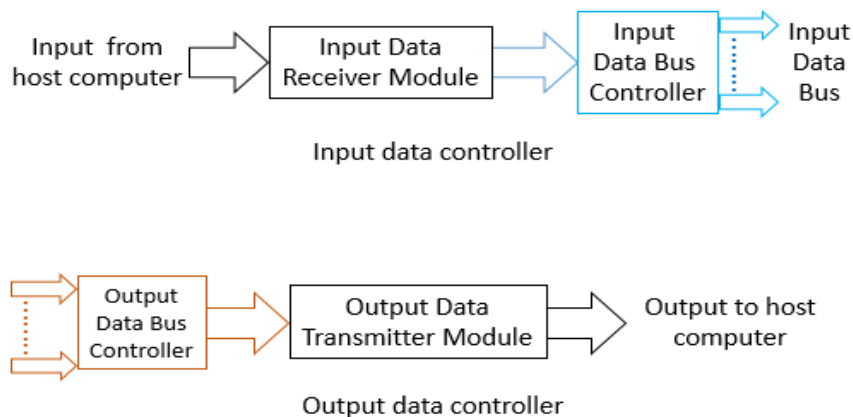 Input from
host computer
Input Data
Receiver Module
Input
Data Bus
Controller
Input
Data
Bus
Input data controller
Output
Data Bus
Controller
Output Data
Transmitter Module
Output to host
computer
Output data controller